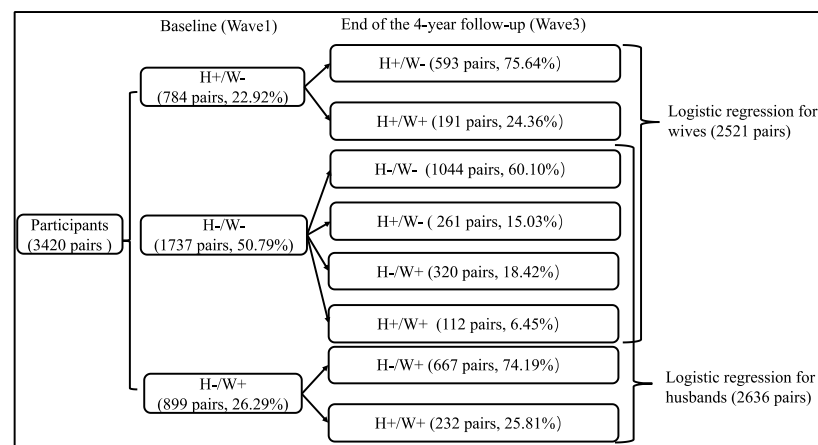 Baseline (Wave1)
End of the 4-year follow-up (Wave3)
H+/W- (593 pairs, 75.64%)
H+/W-
(784 pairs, 22.92%)
H+/W+ (191 pairs, 24.36%)
Logistic regression for
wives (2521 pairs)
H-/W- (1044 pairs, 60.10%)
Participants
(3420 pairs )
H-/W-
(1737 pairs, 50.79%)
H+/W- ( 261 pairs, 15.03%)
H-/W+ ( 320 pairs, 18.42%)
H+/W+ ( 112 pairs, 6.45%)
H-/W+
(899 pairs, 26.29%)
H-/W+ (667 pairs, 74.19%)
H+/W+ ( 232 pairs, 25.81%)
Logistic regression for
husbands (2636 pairs)